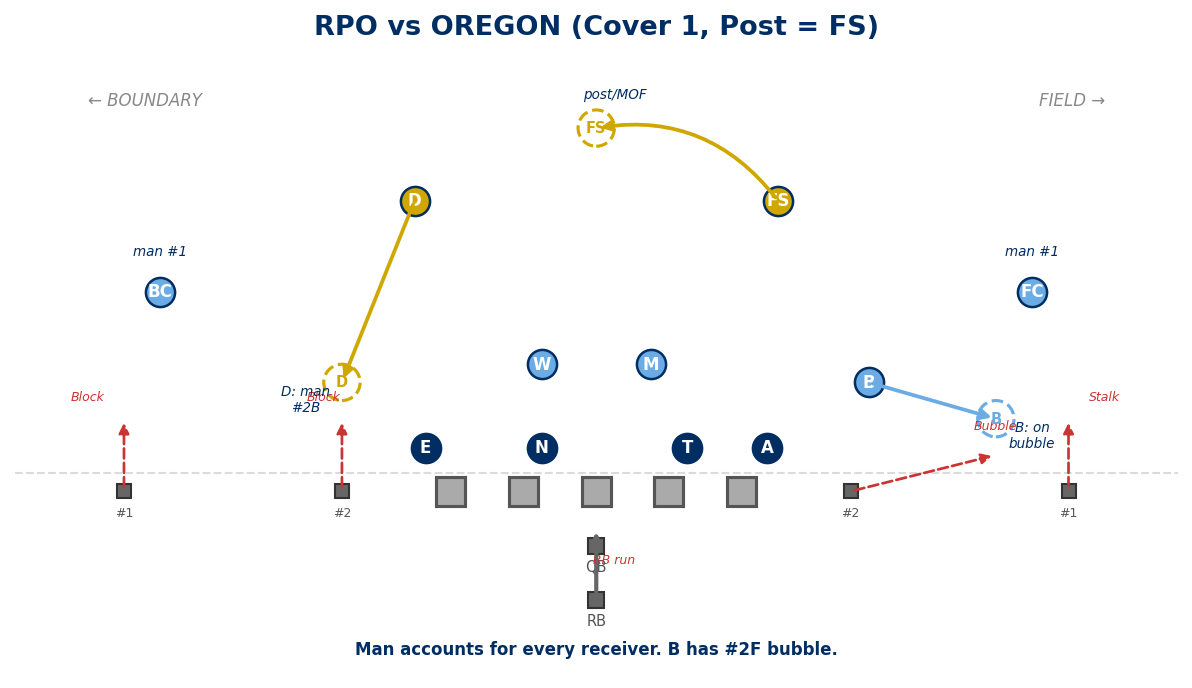 RPO vs OREGON (Cover 1, Post = FS)
← BOUNDARY
post/MOF
FIELD →
FS
D
FS
man #1
man #1
BC
FC
W
M
D
B
D: man
#2B
Block
Block
Stalk
B
Bubble
B: on
bubble
E
N
T
A
#1
#2
#2
#1
QB
RB run
RB
Man accounts for every receiver. B has #2F bubble.